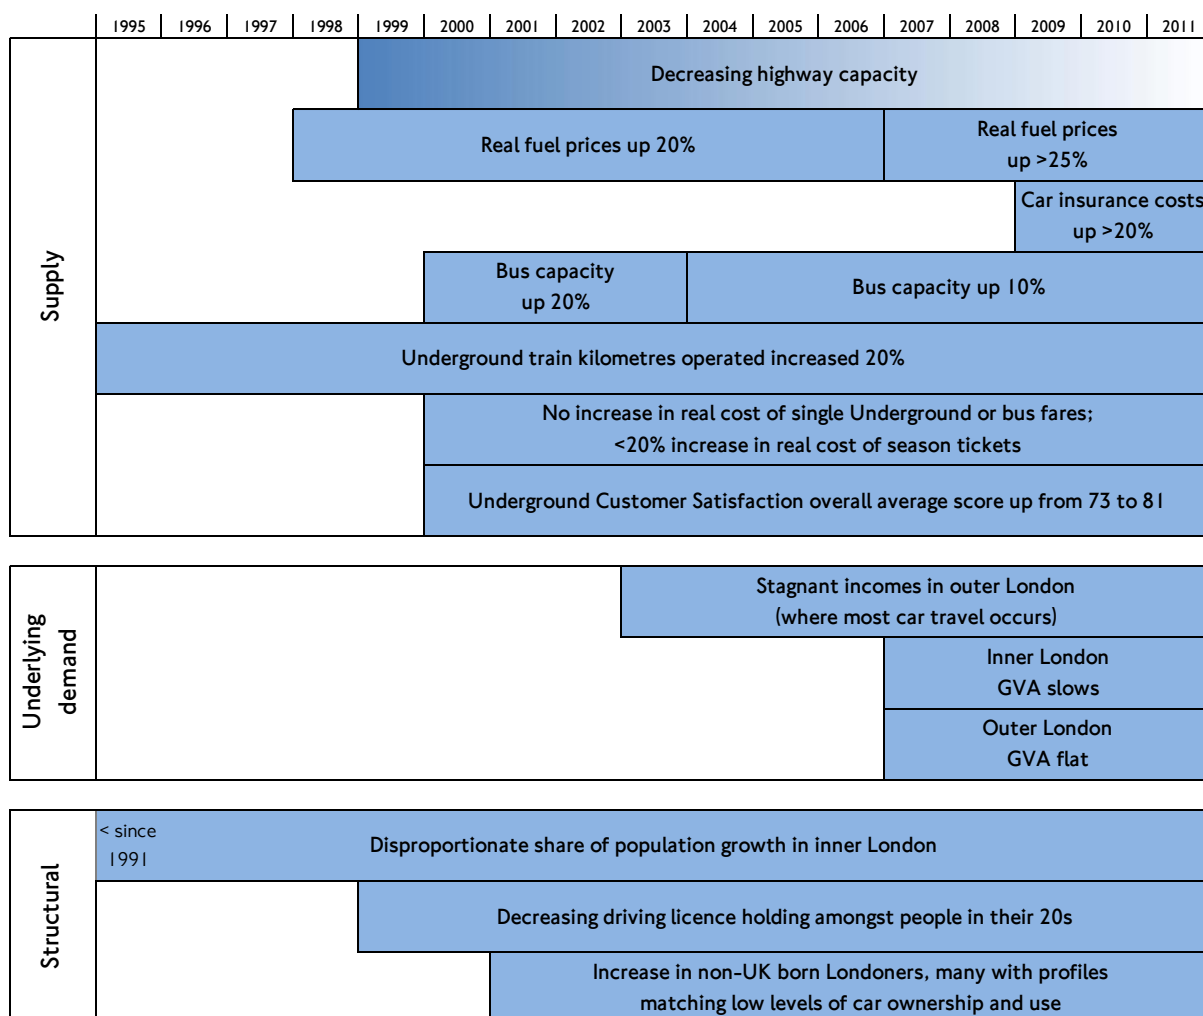 1995 1996 1997 1998 1999 2000 2001 2002 2003 2004 2005 2006 2007 2008 2009 2010 2011
Supply
Decreasing highway capacity
Real fuel prices up 20%
Real fuel prices
up >25%
Car insurance costs
up >20%
Bus capacity
up 20%
Bus capacity up 10%
Underground train kilometres operated increased 20%
No increase in real cost of single Underground or bus fares;
<20% increase in real cost of season tickets
Underground Customer Satisfaction overall average score up from 73 to 81
Underlying
demand
Stagnant incomes in outer London
(where most car travel occurs)
Inner London
GVA slows
Outer London
GVA flat
Structural
< since
1991
Disproportionate share of population growth in inner London
Decreasing driving licence holding amongst people in their 20s
Increase in non-UK born Londoners, many with profiles
matching low levels of car ownership and use